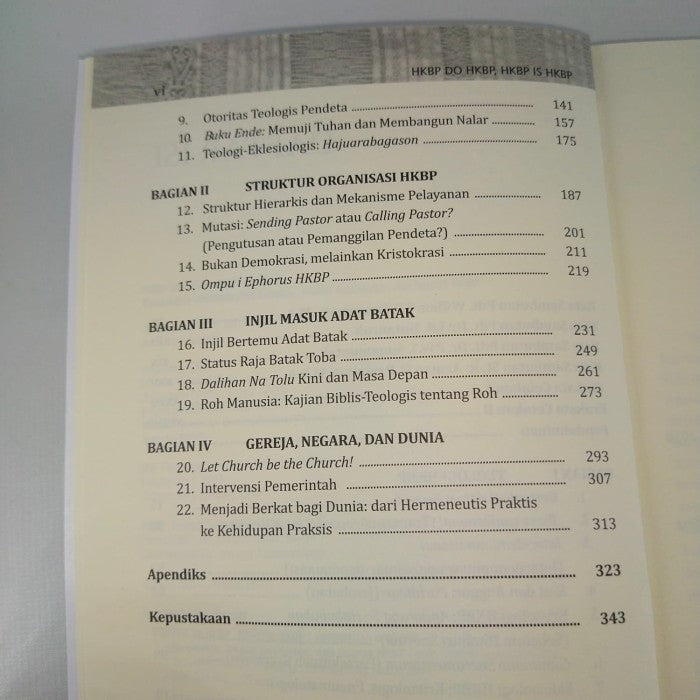 HKBP DO HKBP, HKBP IS HKBP
vi
9. Otoritas Teologis Pendeta ........ 141
10. Buku Ende: Memuji Tuhan dan Membangun Nalar ........ 157
11. Teologi-Eklesiologis: Hajuarabagason ........ 175
BAGIAN II STRUKTUR ORGANISASI HKBP
12. Struktur Hierarkis dan Mekanisme Pelayanan ........ 187
13. Mutasi: Sending Pastor atau Calling Pastor?
(Pengutusan atau Pemanggilan Pendeta?) ........ 201
14. Bukan Demokrasi, melainkan Kristokrasi ........ 211
15. Ompu i Ephorus HKBP ........ 219
BAGIAN III INJIL MASUK ADAT BATAK
16. Injil Bertemu Adat Batak ........ 231
17. Status Raja Batak Toba ........ 249
18. Dalihan Na Tolu Kini dan Masa Depan ........ 261
19. Roh Manusia: Kajian Biblis-Teologis tentang Roh ........ 273
BAGIAN IV GEREJA, NEGARA, DAN DUNIA
20. Let Church be the Church! ........ 293
21. Intervensi Pemerintah ........ 307
22. Menjadi Berkat bagi Dunia: dari Hermeneutis Praktis
ke Kehidupan Praksis ........ 313
Apendiks ........ 323
Kepustakaan ........ 343